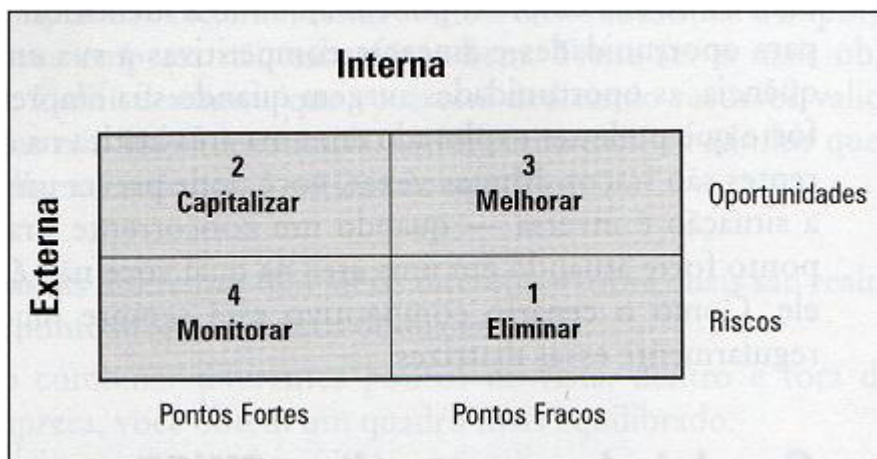 Interna
Externa
2
Capitalizar
3
Melhorar
Oportunidades
4
Monitorar
1
Eliminar
Riscos
Pontos Fortes
Pontos Fracos